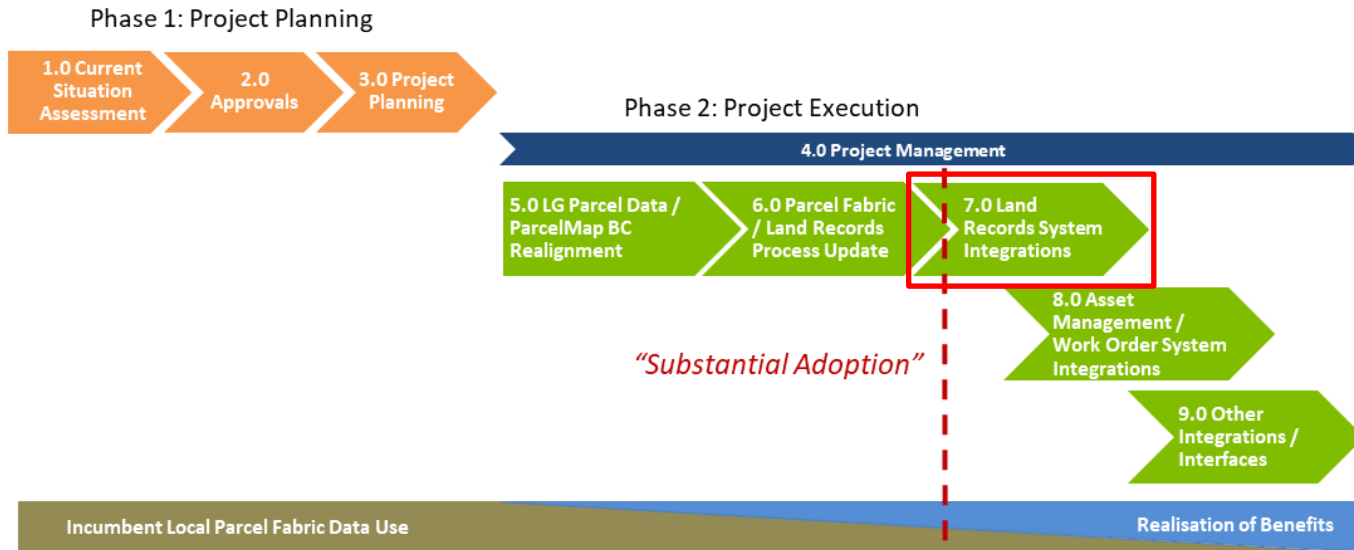 Phase 1: Project Planning
1.0 Current
Situation
Assessment
2.0
Approvals
3.0 Project
Planning
Phase 2: Project Execution
4.0 Project Management
5.0 LG Parcel Data /
ParcelMap BC
Realignment
6.0 Parcel Fabric
/ Land Records
Process Update
7.0 Land
Records System
Integrations
8.0 Asset
Management /
Work Order System
Integrations
“Substantial Adoption”
9.0 Other
Integrations /
Interfaces
Incumbent Local Parcel Fabric Data Use
Realisation of Benefits